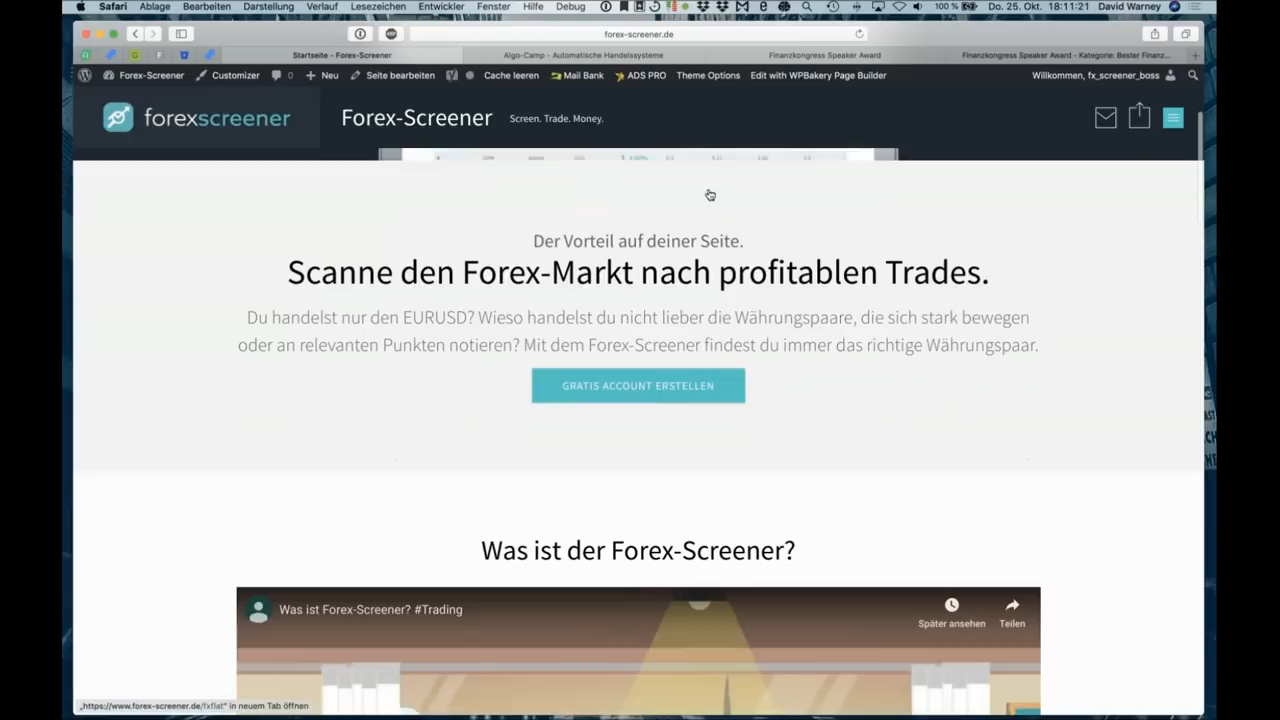 Safari Ablage Bearbeiten Darstellung Verlauf Lesezeichen Entwickler Fenster Hilfe Debug 100 % Do. 25. Okt. 18:11:21 David Warney
forex-screener.de
Startseite – Forex-Screener Algo-Camp - Automatische Handelssysteme Finanzkongress Speaker Award Finanzkongress Speaker Award - Kategorie: Bester Finanz...
Forex-Screener Customizer 0 Neu Seite bearbeiten Cache leeren Mail Bank ADS PRO Theme Options Edit with WPBakery Page Builder Willkommen, fx_screener_boss
forexscreener Forex-Screener Screen. Trade. Money.
Der Vorteil auf deiner Seite.
Scanne den Forex-Markt nach profitablen Trades.
Du handelst nur den EURUSD? Wieso handelst du nicht lieber die Währungspaare, die sich stark bewegen
oder an relevanten Punkten notieren? Mit dem Forex-Screener findest du immer das richtige Währungspaar.
GRATIS ACCOUNT ERSTELLEN
Was ist der Forex-Screener?
Was ist Forex-Screener? #Trading
Später ansehen Teilen
„https://www.forex-screener.de/fxflat" in neuem Tab öffnen